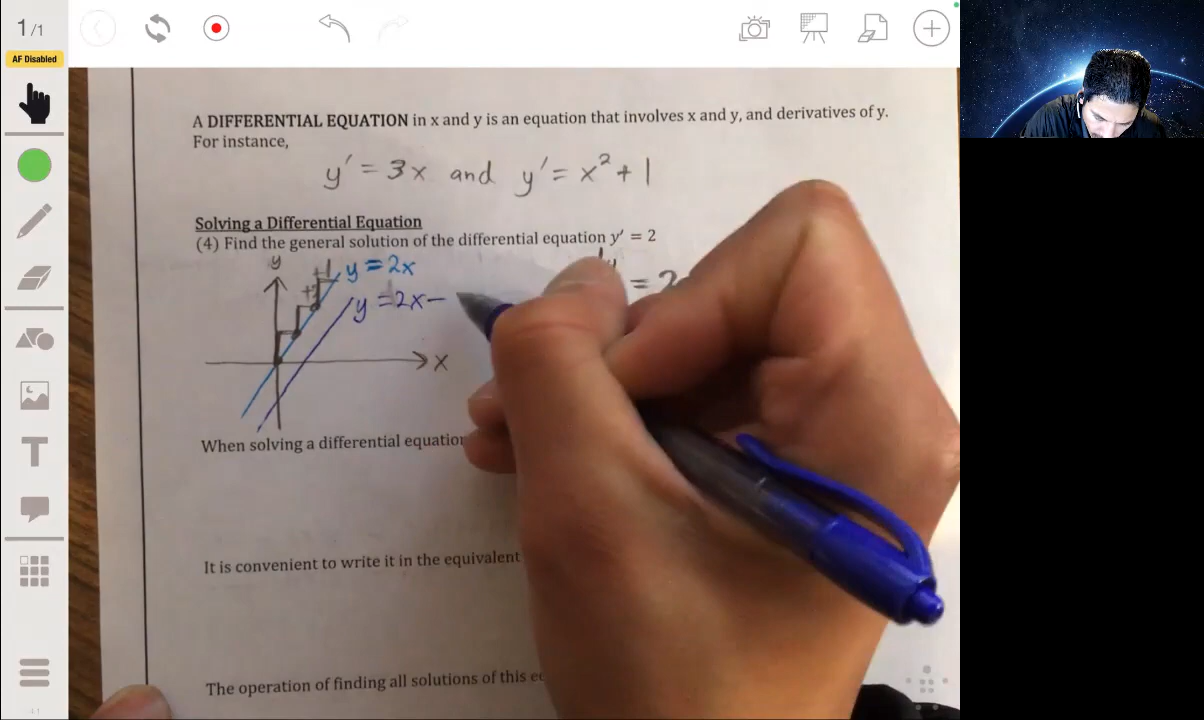 1/1
AF Disabled
A DIFFERENTIAL EQUATION in x and y is an equation that involves x and y, and derivatives of y.
For instance,
y' = 3x and y' = x² + 1
Solving a Differential Equation
(4) Find the general solution of the differential equation y' = 2
y
+1
y = 2x
= 2
+2
y = 2x −
x
T
When solving a differential equation
It is convenient to write it in the equivalent
The operation of finding all solutions of this